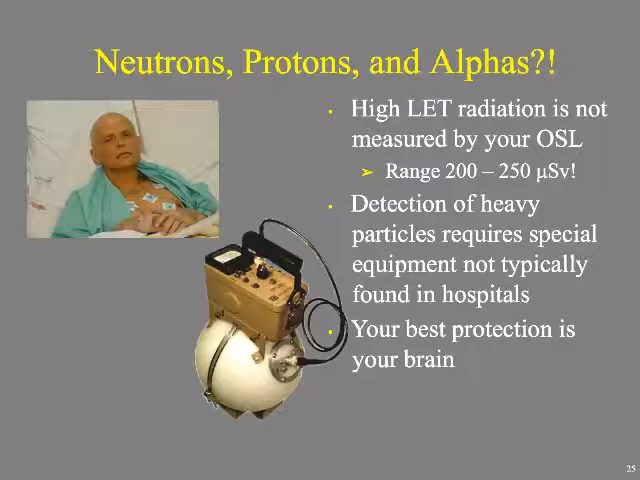 Neutrons, Protons, and Alphas?!
High LET radiation is not
measured by your OSL
Range 200 – 250 μSv!
Detection of heavy
particles requires special
equipment not typically
found in hospitals
Your best protection is
your brain
25